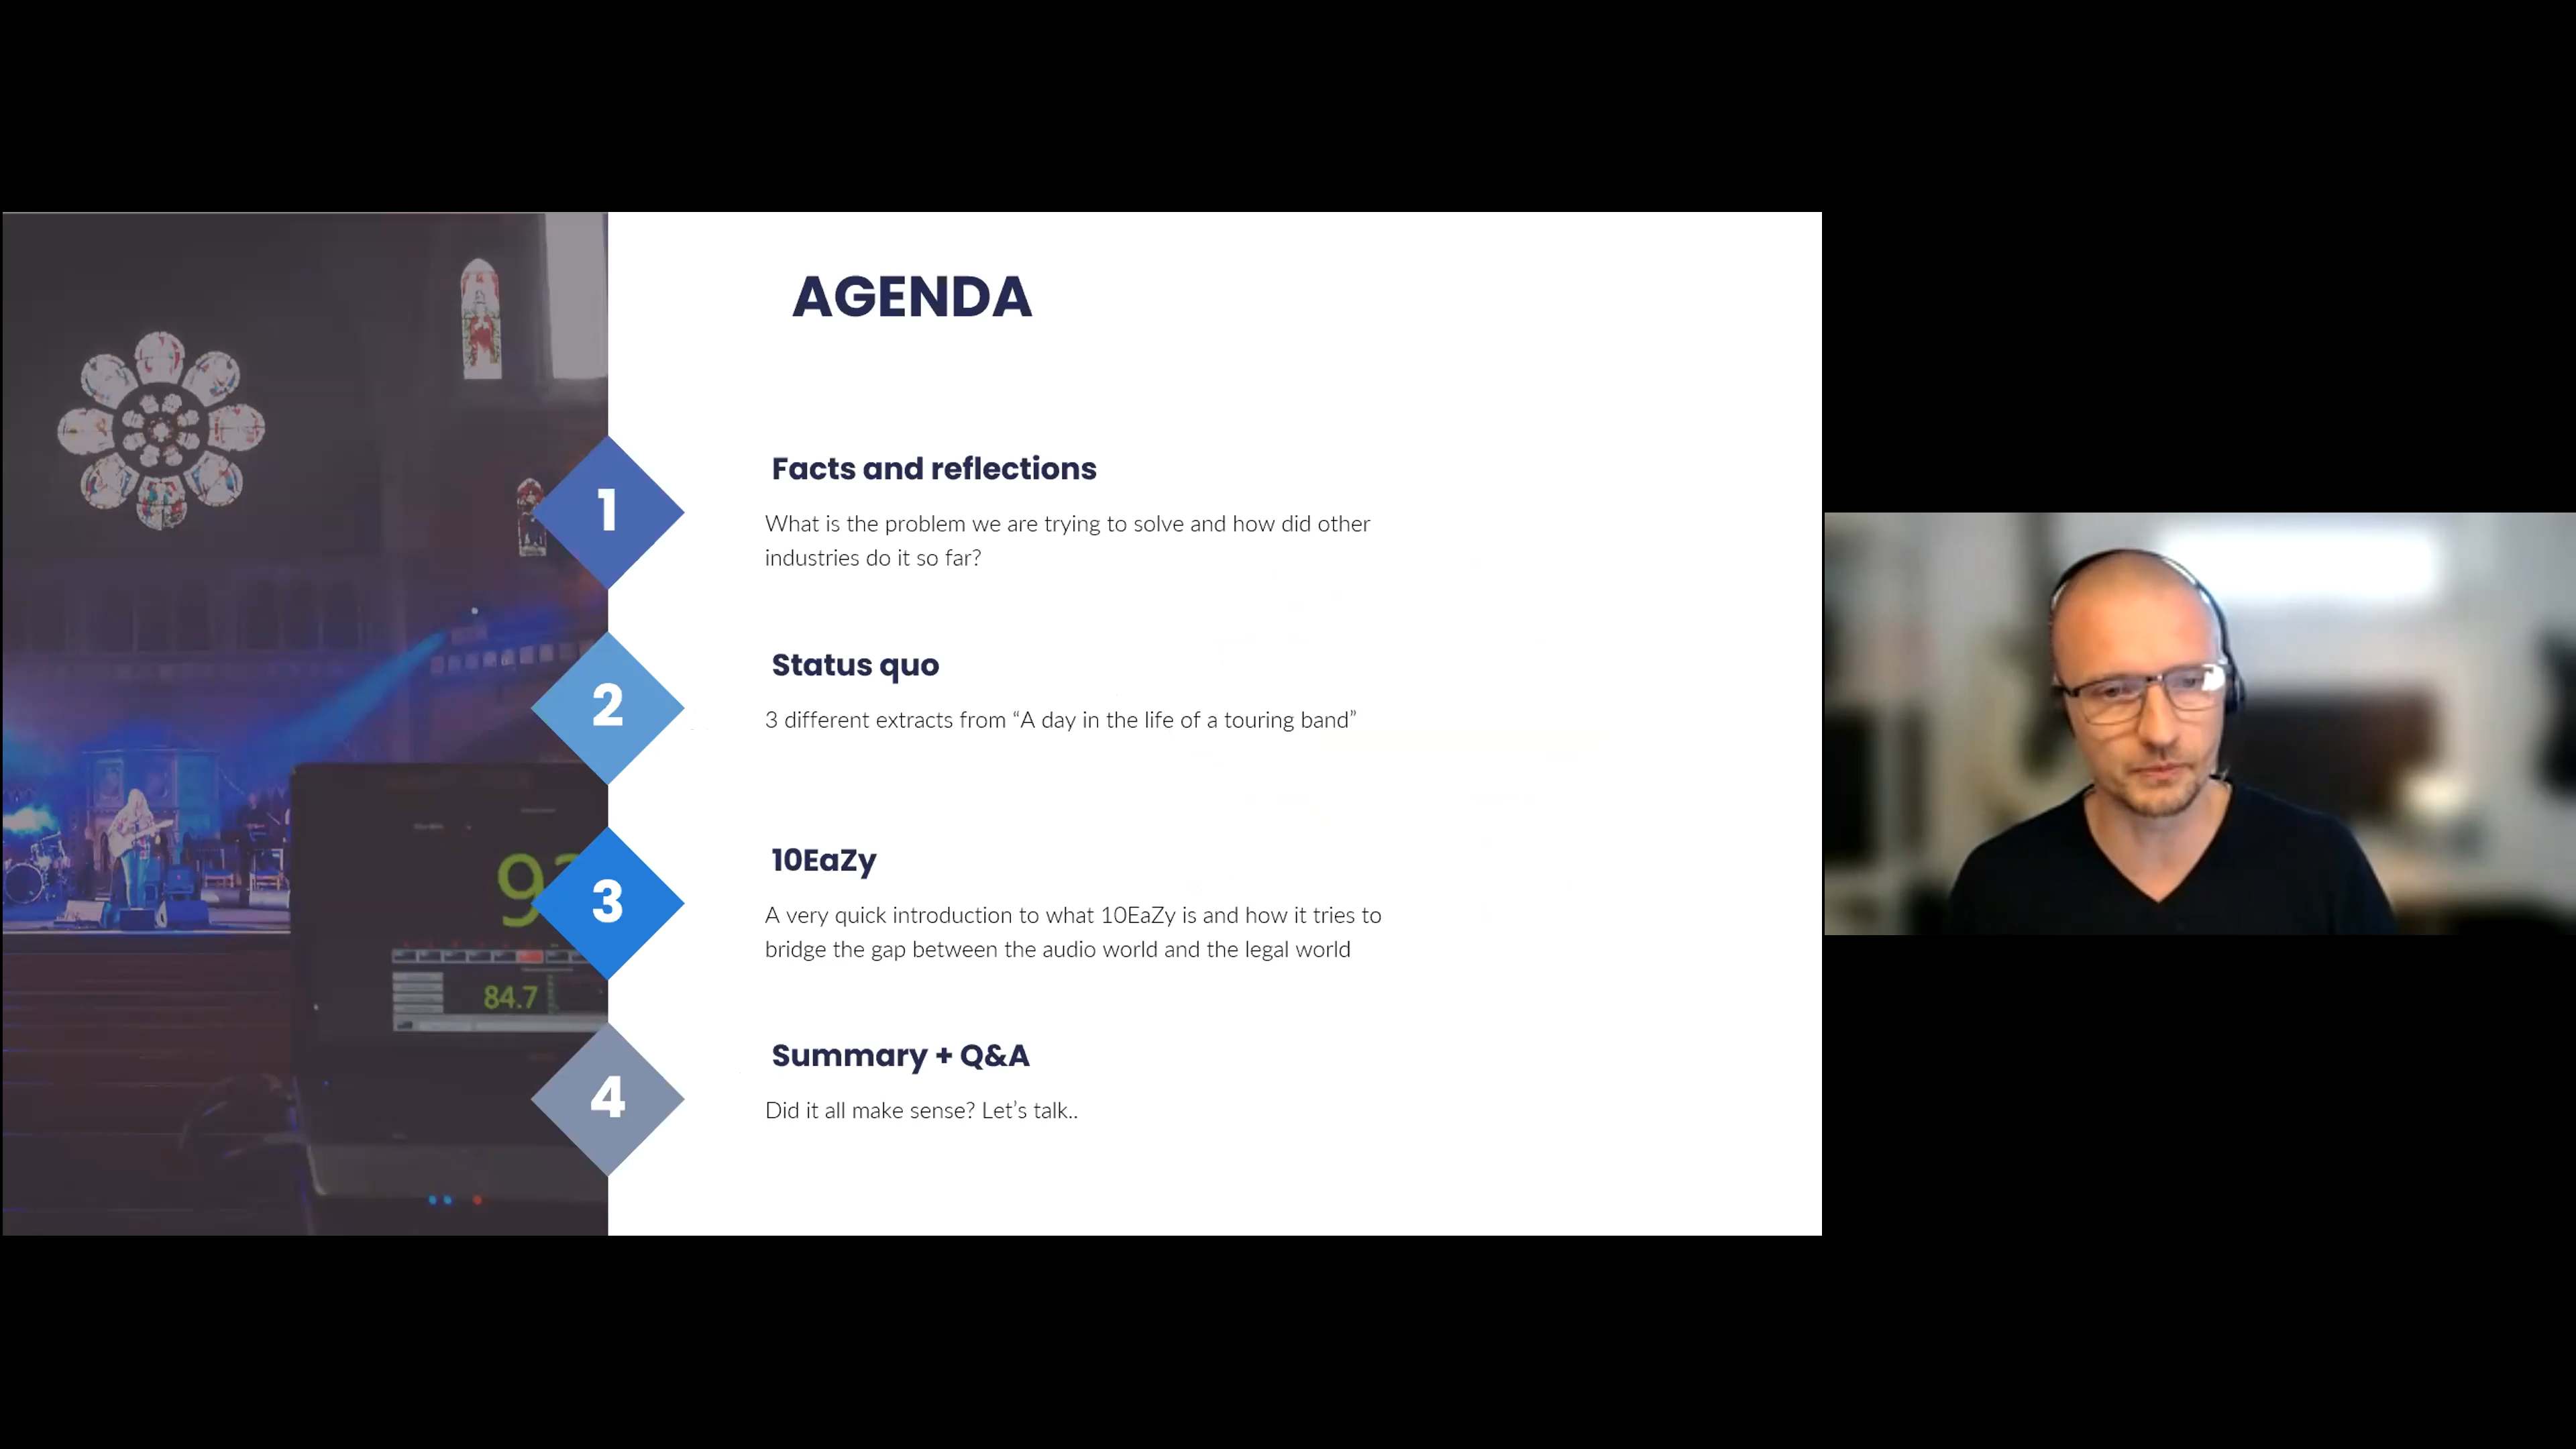 AGENDA
1
Facts and reflections
What is the problem we are trying to solve and how did other
industries do it so far?
2
Status quo
3 different extracts from “A day in the life of a touring band”
3
10EaZy
A very quick introduction to what 10EaZy is and how it tries to
bridge the gap between the audio world and the legal world
84.7
4
Summary + Q&A
Did it all make sense? Let's talk..